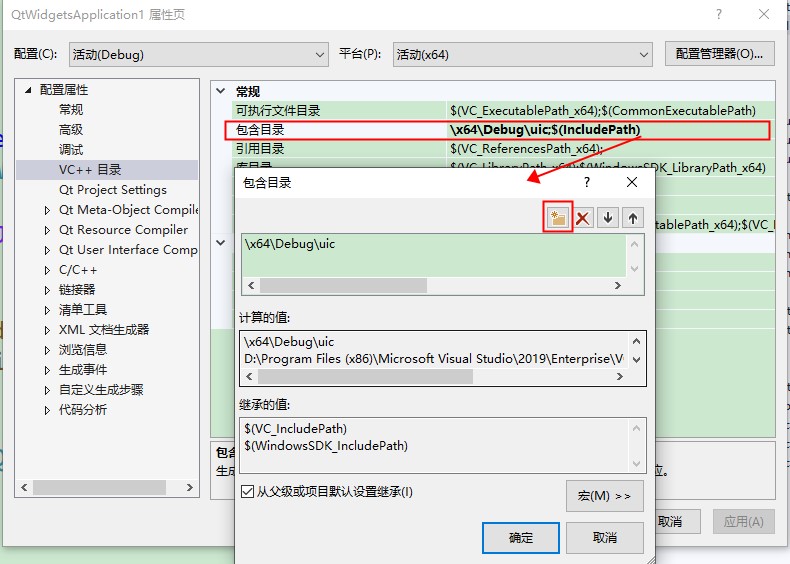 QtWidgetsApplication1 属性页
配置(C): 活动(Debug) 平台(P): 活动(x64) 配置管理器(O)...
配置属性
常规
高级
调试
VC++ 目录
Qt Project Settings
Qt Meta-Object Compile
Qt Resource Compiler
Qt User Interface Comp
C/C++
链接器
清单工具
XML 文档生成器
浏览信息
生成事件
自定义生成步骤
代码分析
常规
可执行文件目录 $(VC_ExecutablePath_x64);$(CommonExecutablePath)
包含目录 \x64\Debug\uic;$(IncludePath)
引用目录 $(VC_ReferencesPath_x64);
库目录 $(VC_LibraryPath_x64);$(WindowsSDK_LibraryPath_x64)
tablePath_x64);$(VC_I
包含目录
\x64\Debug\uic
计算的值:
\x64\Debug\uic
D:\Program Files (x86)\Microsoft Visual Studio\2019\Enterprise\VC
继承的值:
$(VC_IncludePath)
$(WindowsSDK_IncludePath)
从父级或项目默认设置继承(I)
宏(M) >>
确定 取消
包含
生成
应。
取消 应用(A)